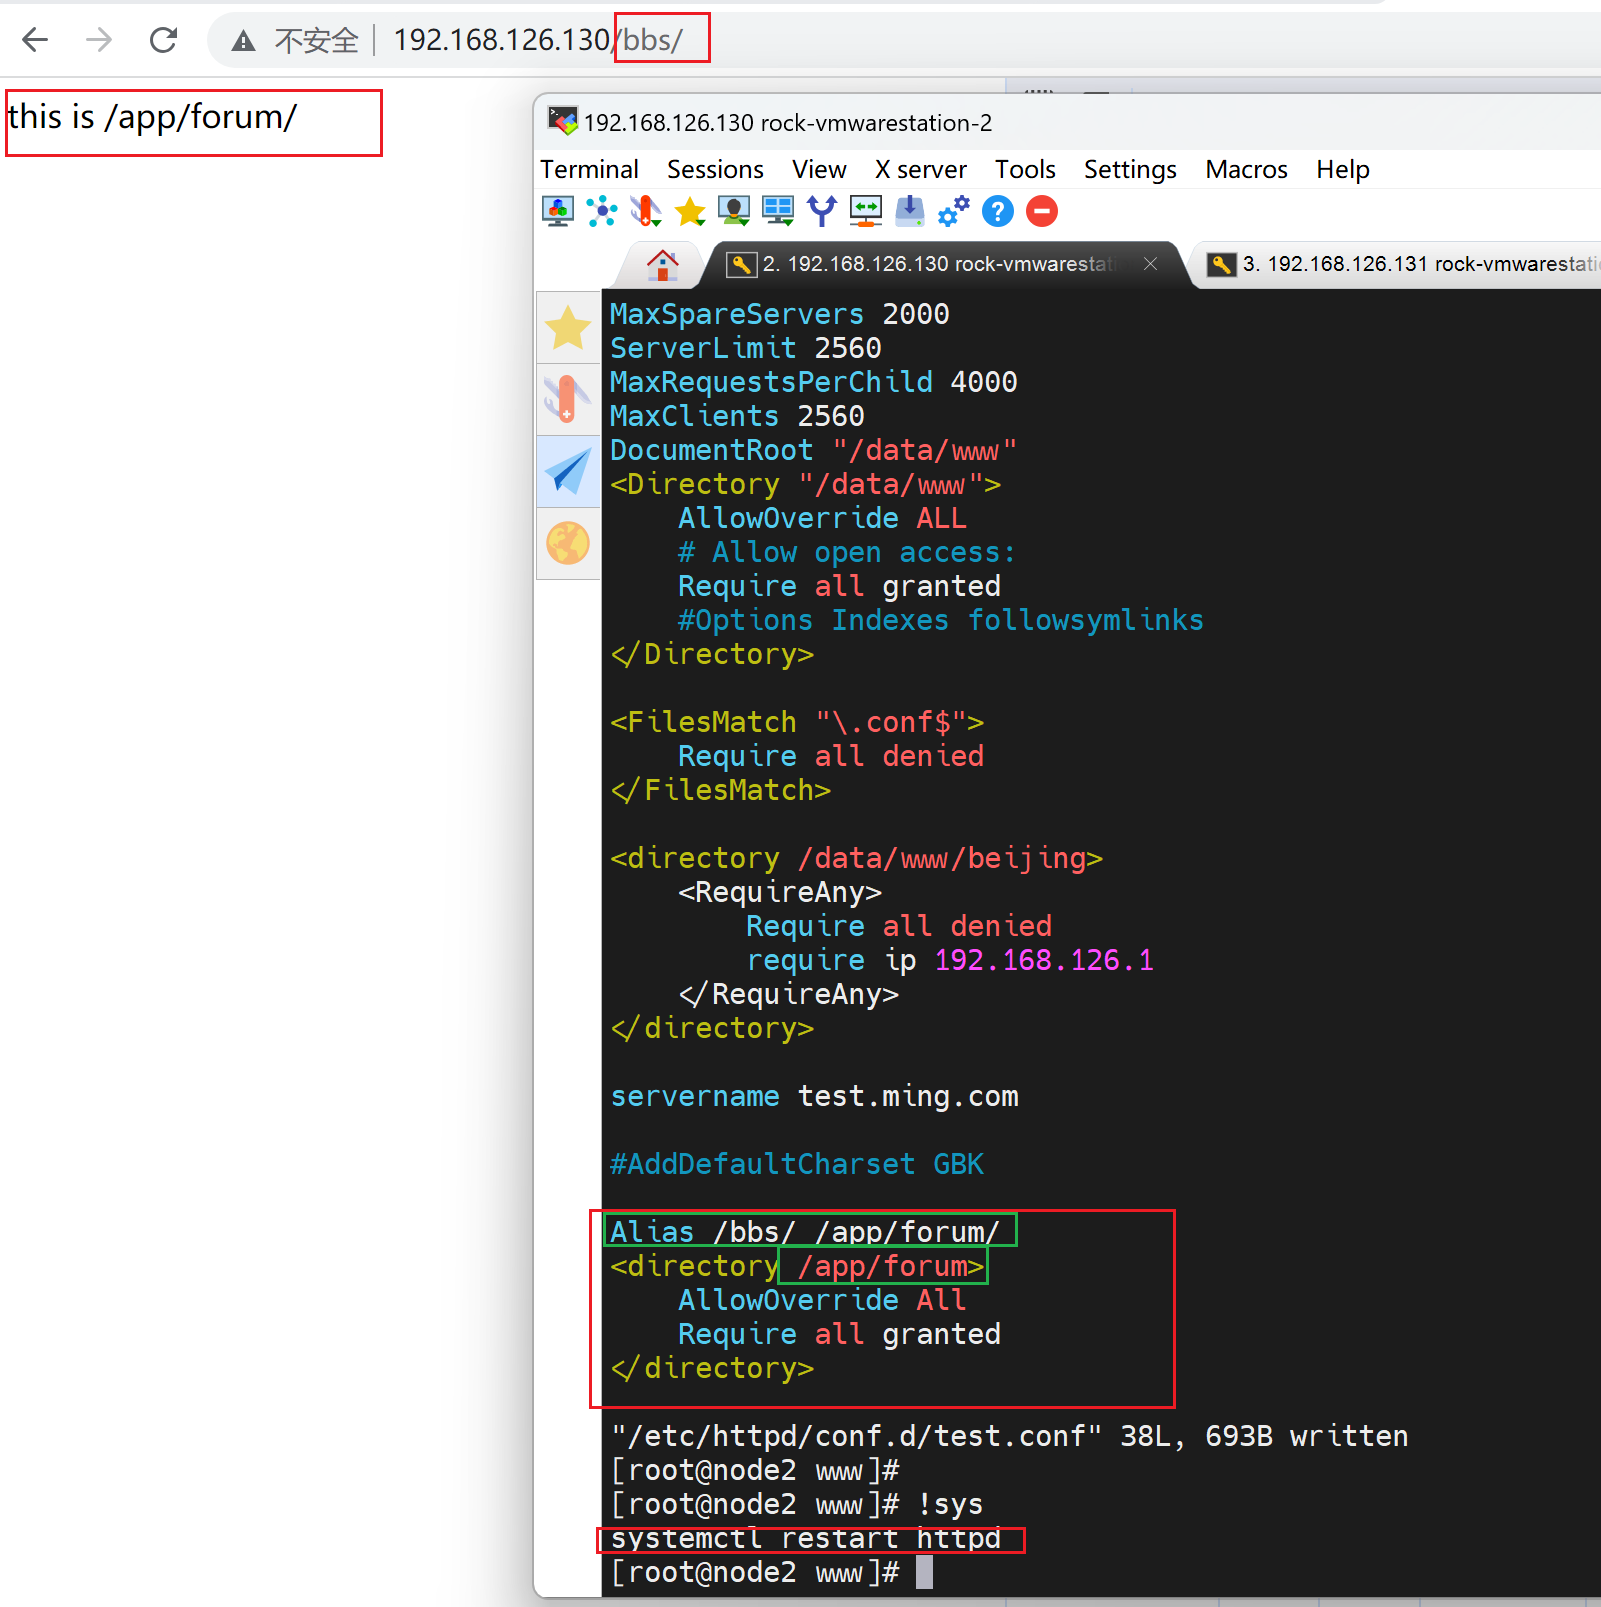 不安全 192.168.126.130/bbs/
this is /app/forum/
192.168.126.130 rock-vmwarestation-2
Terminal Sessions View X server Tools Settings Macros Help
2. 192.168.126.130 rock-vmwarestati
3. 192.168.126.131 rock-vmwarestati
MaxSpareServers 2000
ServerLimit 2560
MaxRequestsPerChild 4000
MaxClients 2560
DocumentRoot "/data/www"
<Directory "/data/www">
    AllowOverride ALL
    # Allow open access:
    Require all granted
    #Options Indexes followsymlinks
</Directory>
<FilesMatch "\.conf$">
    Require all denied
</FilesMatch>
<directory /data/www/beijing>
    <RequireAny>
        Require all denied
        require ip 192.168.126.1
    </RequireAny>
</directory>
servername test.ming.com
#AddDefaultCharset GBK
Alias /bbs/ /app/forum/
<directory /app/forum>
    AllowOverride All
    Require all granted
</directory>
"/etc/httpd/conf.d/test.conf" 38L, 693B written
[root@node2 www]#
[root@node2 www]# !sys
systemctl restart httpd
[root@node2 www]#